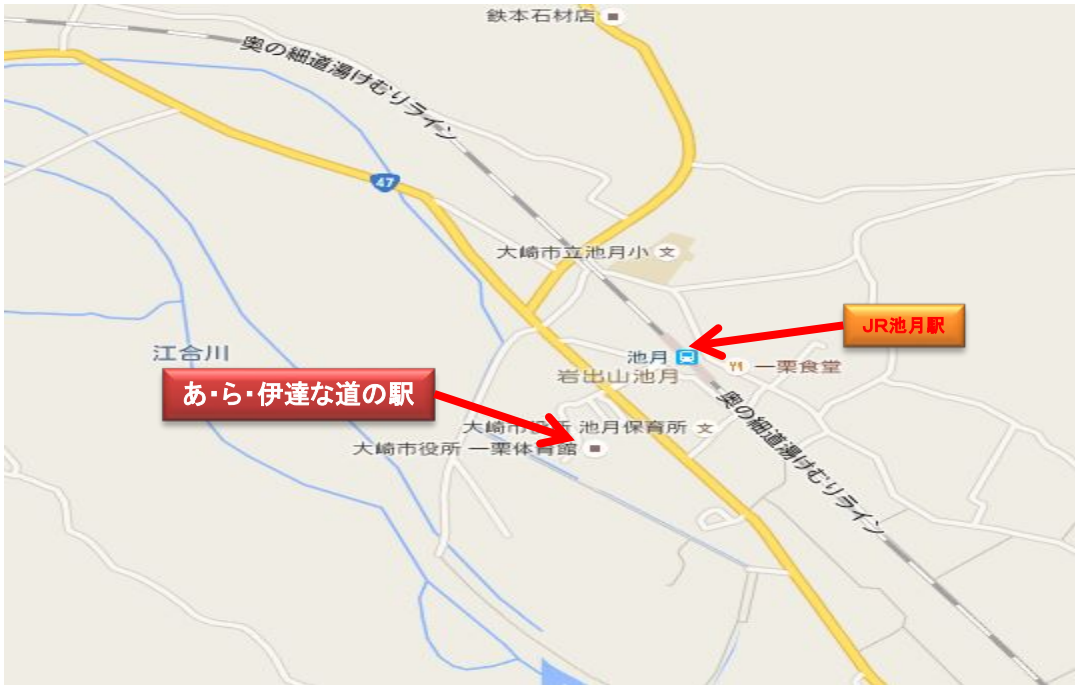 鉄本石材店
奥の細道湯けむりライン
47
大崎市立池月小
JR池月駅
江合川
池月
一栗食堂
岩出山池月
あ・ら・伊達な道の駅
奥の細道湯けむりライン
大崎市役所 池月保育所
大崎市役所 一栗体育館